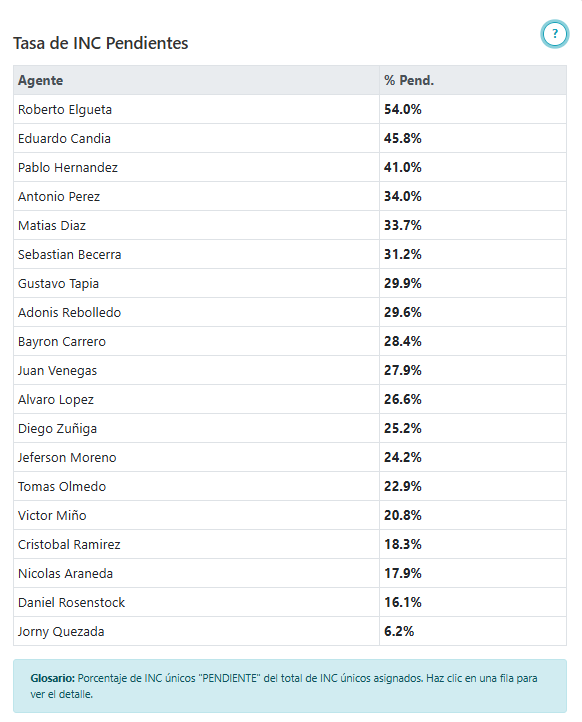 ?
Tasa de INC Pendientes
Agente % Pend.
Roberto Elgueta 54.0%
Eduardo Candia 45.8%
Pablo Hernandez 41.0%
Antonio Perez 34.0%
Matias Diaz 33.7%
Sebastian Becerra 31.2%
Gustavo Tapia 29.9%
Adonis Rebolledo 29.6%
Bayron Carrero 28.4%
Juan Venegas 27.9%
Alvaro Lopez 26.6%
Diego Zuñiga 25.2%
Jeferson Moreno 24.2%
Tomas Olmedo 22.9%
Victor Miño 20.8%
Cristobal Ramirez 18.3%
Nicolas Araneda 17.9%
Daniel Rosenstock 16.1%
Jorny Quezada 6.2%
Glosario: Porcentaje de INC únicos "PENDIENTE" del total de INC únicos asignados. Haz clic en una fila para
ver el detalle.